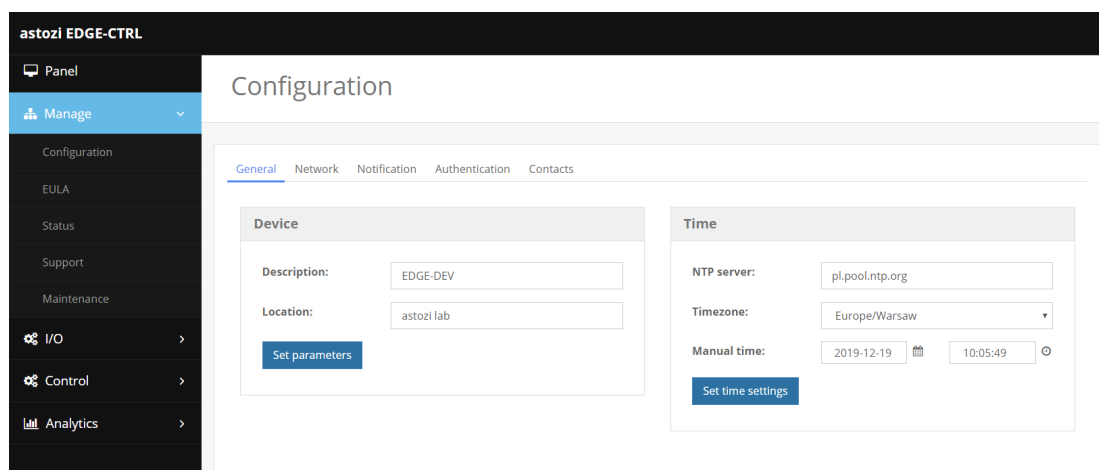 astozi EDGE-CTRL
Panel
Manage
Configuration
EULA
Status
Support
Maintenance
I/O
Control
Analytics
Configuration
General Network Notification Authentication Contacts
Device
Description: EDGE-DEV
Location: astozi lab
Set parameters
Time
NTP server: pl.pool.ntp.org
Timezone: Europe/Warsaw
Manual time: 2019-12-19 10:05:49
Set time settings